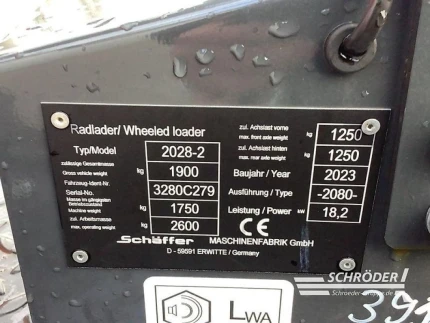 Radlader/ Wheeled loader
Typ/Model 2028-2
zulässige Gesamtmasse
Gross vehicle weight kg 1900
Fahrzeug-Ident-Nr.
Serial-No. 3280C279
Masse im gängigsten
Betriebszustand
Machine weight kg 1750
zul. Arbeitsmasse
max. operating weight kg 2600
zul. Achslast vorne
max. front axle weight kg 1250
zul. Achslast hinten
max. rear axle weight kg 1250
Baujahr / Year 2023
Ausführung / Type -2080-
Leistung / Power kW 18,2
CE
Schäffer MASCHINENFABRIK GmbH
D - 59591 ERWITTE / Germany
LWA
SCHRÖDER
Schroeder-Gruppe.de